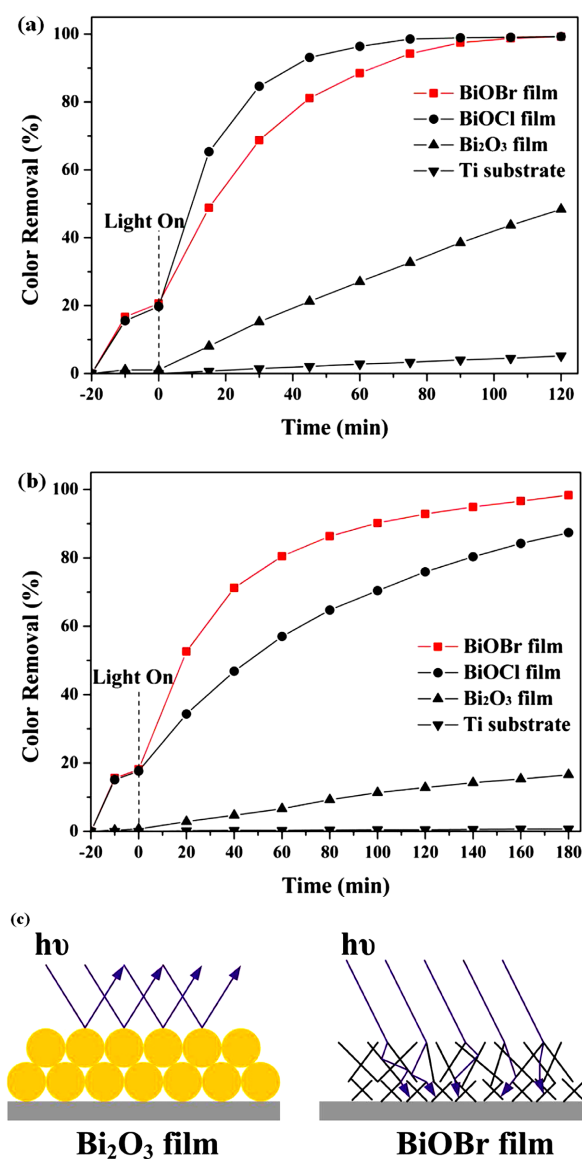 (a)
100
80
60
40
20
0
Color Removal (%)
Light On
BiOBr film
BiOCl film
Bi₂O₃ film
Ti substrate
-20 0 20 40 60 80 100 120
Time (min)
(b)
100
80
60
40
20
0
Color Removal (%)
Light On
BiOBr film
BiOCl film
Bi₂O₃ film
Ti substrate
-20 0 20 40 60 80 100 120 140 160 180
Time (min)
(c)
hυ hυ
Bi₂O₃ film BiOBr film